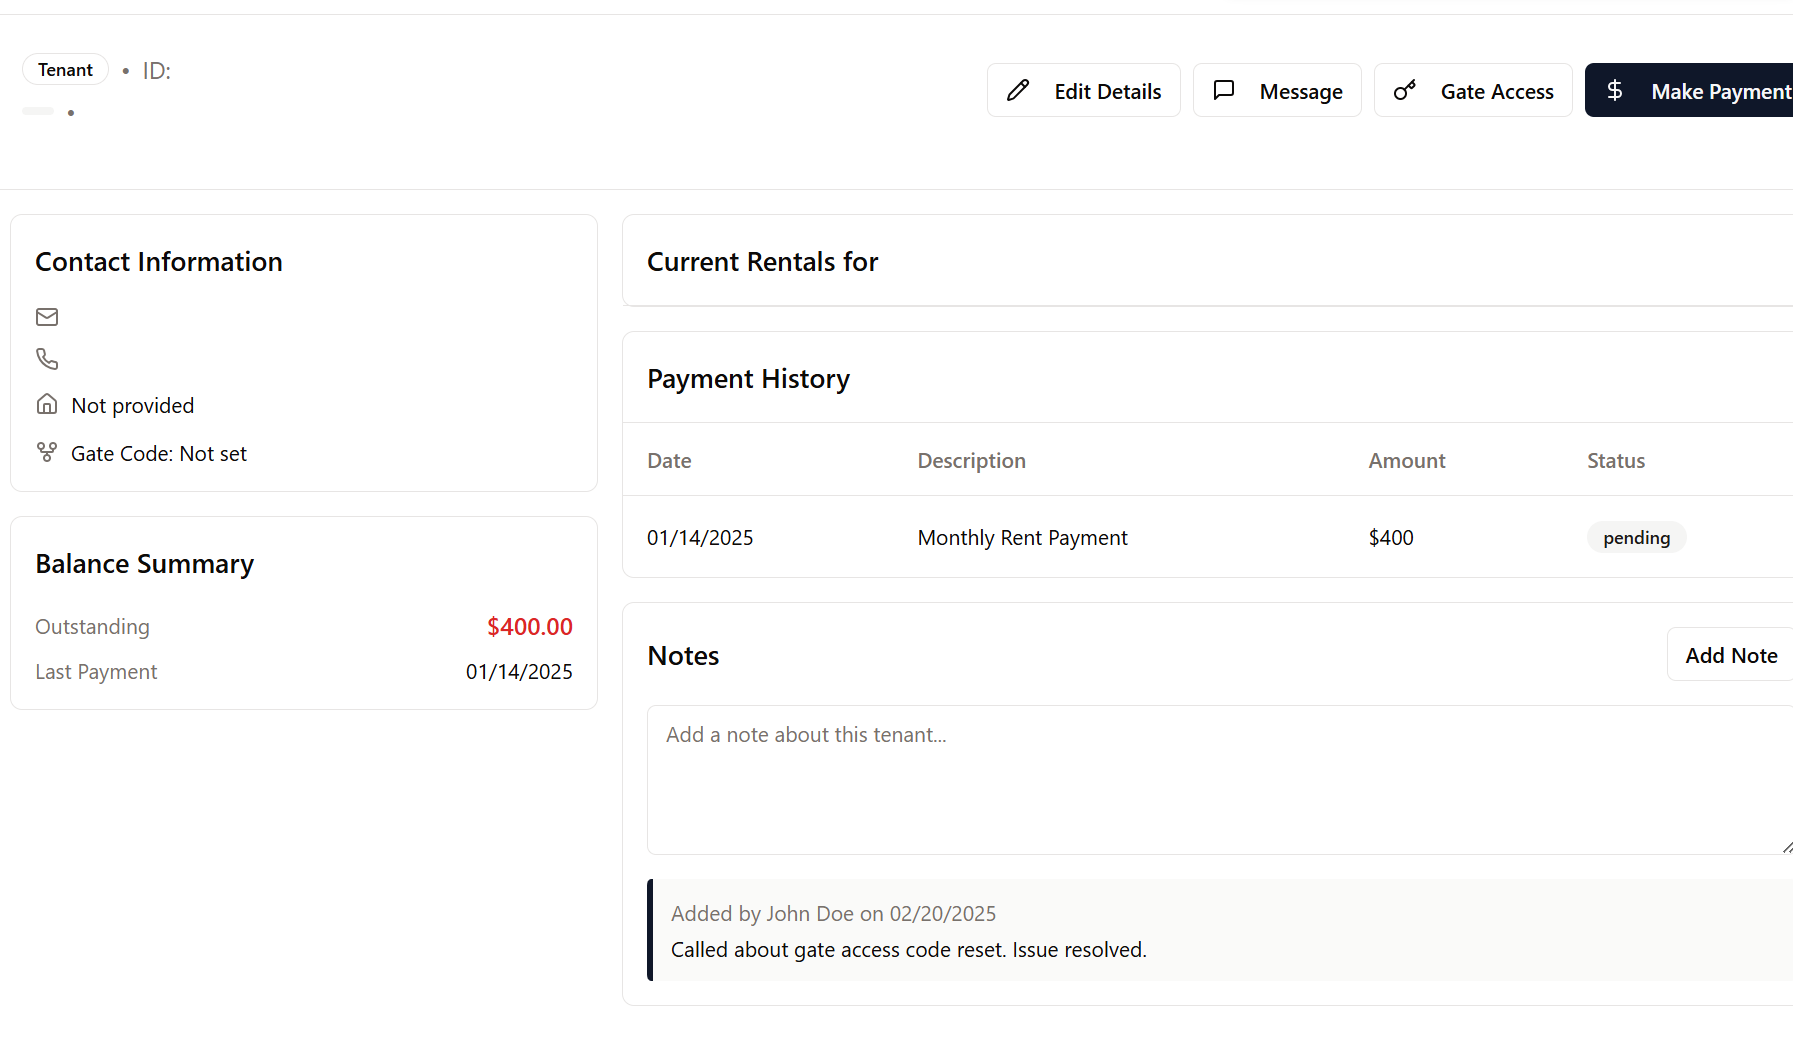 Tenant • ID:
•
Edit Details
Message
Gate Access
$ Make Payment
Contact Information
Not provided
Gate Code: Not set
Balance Summary
Outstanding $400.00
Last Payment 01/14/2025
Current Rentals for
Payment History
Date Description Amount Status
01/14/2025 Monthly Rent Payment $400 pending
Notes
Add Note
Add a note about this tenant...
Added by John Doe on 02/20/2025
Called about gate access code reset. Issue resolved.